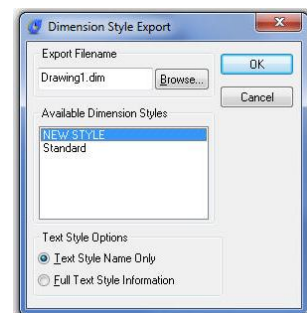 Dimension Style Export
Export Filename
Drawing1.dim
Browse...
OK
Cancel
Available Dimension Styles
NEW STYLE
Standard
Text Style Options
Text Style Name Only
Full Text Style Information